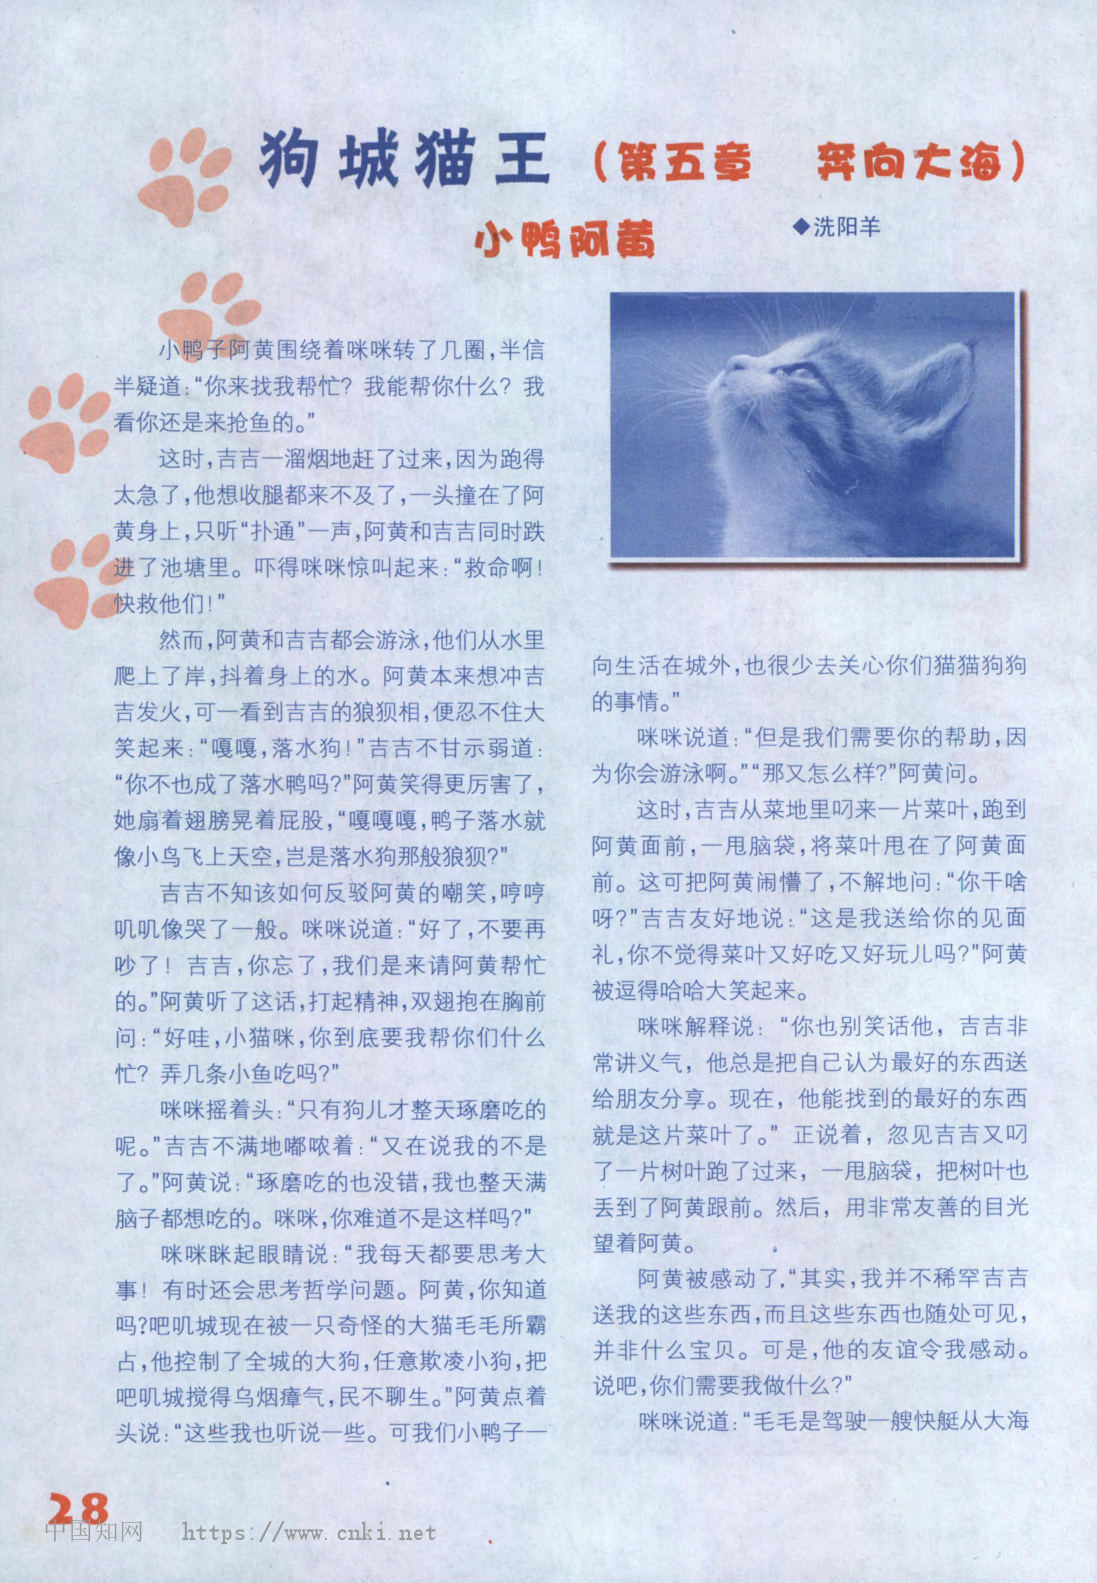 狗城猫王（第五章　奔向大海）
小鸭阿黄
◆洗阳羊
小鸭子阿黄围绕着咪咪转了几圈,半信
半疑道:“你来找我帮忙? 我能帮你什么? 我
看你还是来抢鱼的。”
这时,吉吉一溜烟地赶了过来,因为跑得
太急了,他想收腿都来不及了,一头撞在了阿
黄身上,只听“扑通”一声,阿黄和吉吉同时跌
进了池塘里。吓得咪咪惊叫起来:“救命啊!
快救他们!”
然而,阿黄和吉吉都会游泳,他们从水里
爬上了岸,抖着身上的水。阿黄本来想冲吉
吉发火,可一看到吉吉的狼狈相,便忍不住大
笑起来:“嘎嘎,落水狗!”吉吉不甘示弱道:
“你不也成了落水鸭吗?”阿黄笑得更厉害了,
她扇着翅膀晃着屁股,“嘎嘎嘎,鸭子落水就
像小鸟飞上天空,岂是落水狗那般狼狈?”
吉吉不知该如何反驳阿黄的嘲笑,哼哼
叽叽像哭了一般。咪咪说道:“好了,不要再
吵了! 吉吉,你忘了,我们是来请阿黄帮忙
的。”阿黄听了这话,打起精神,双翅抱在胸前
问:“好哇,小猫咪,你到底要我帮你们什么
忙? 弄几条小鱼吃吗?”
咪咪摇着头:“只有狗儿才整天琢磨吃的
呢。”吉吉不满地嘟哝着:“又在说我的不是
了。”阿黄说:“琢磨吃的也没错,我也整天满
脑子都想吃的。咪咪,你难道不是这样吗?”
咪咪眯起眼睛说:“我每天都要思考大
事! 有时还会思考哲学问题。阿黄,你知道
吗?吧叽城现在被一只奇怪的大猫毛毛所霸
占,他控制了全城的大狗,任意欺凌小狗,把
吧叽城搅得乌烟瘴气,民不聊生。”阿黄点着
头说:“这些我也听说一些。可我们小鸭子一
向生活在城外,也很少去关心你们猫猫狗狗
的事情。”
咪咪说道:“但是我们需要你的帮助,因
为你会游泳啊。”“那又怎么样?”阿黄问。
这时,吉吉从菜地里叼来一片菜叶,跑到
阿黄面前,一甩脑袋,将菜叶甩在了阿黄面
前。这可把阿黄闹懵了,不解地问:“你干啥
呀?”吉吉友好地说:“这是我送给你的见面
礼,你不觉得菜叶又好吃又好玩儿吗?”阿黄
被逗得哈哈大笑起来。
咪咪解释说：“你也别笑话他，吉吉非
常讲义气，他总是把自己认为最好的东西送
给朋友分享。现在，他能找到的最好的东西
就是这片菜叶了。”正说着，忽见吉吉又叼
了一片树叶跑了过来，一甩脑袋，把树叶也
丢到了阿黄跟前。然后，用非常友善的目光
望着阿黄。
阿黄被感动了,“其实,我并不稀罕吉吉
送我的这些东西,而且这些东西也随处可见,
并非什么宝贝。可是,他的友谊令我感动。
说吧,你们需要我做什么?”
咪咪说道:“毛毛是驾驶一艘快艇从大海
28
中国知网 https://www.cnki.net